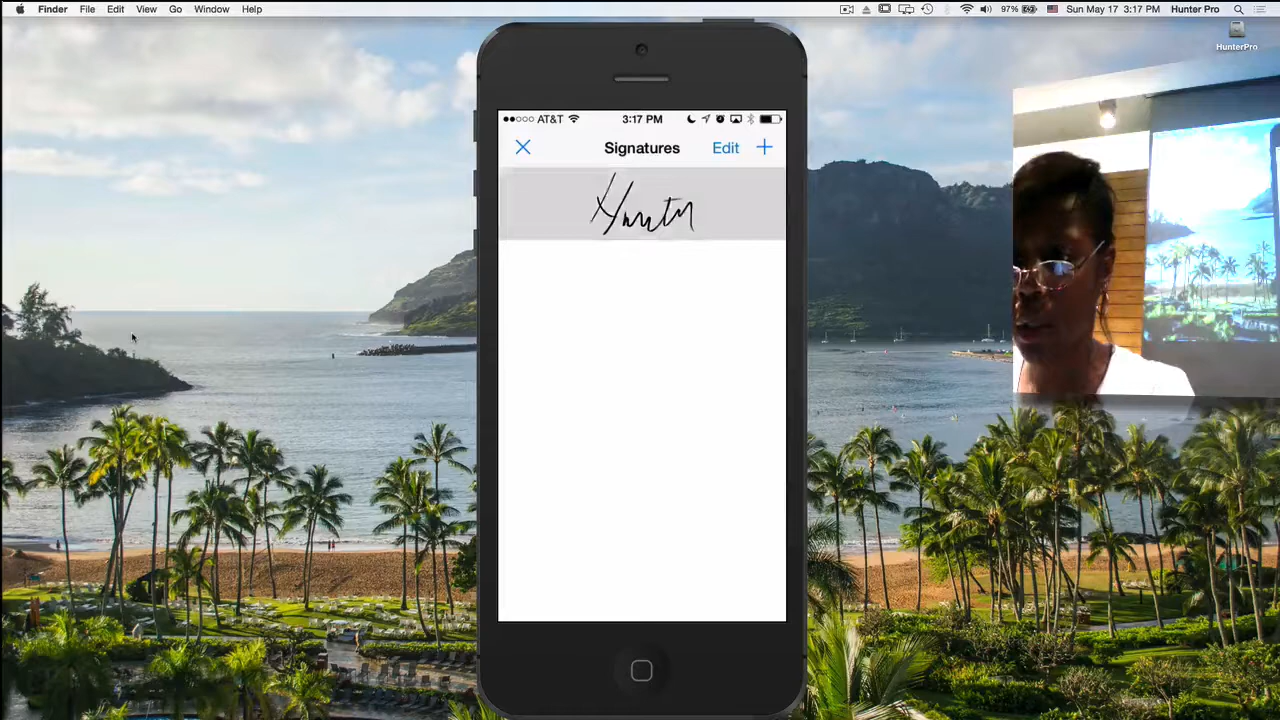 Finder File Edit View Go Window Help 97% Sun May 17 3:17 PM Hunter Pro
HunterPro
AT&T 3:17 PM
Signatures Edit
Hunter